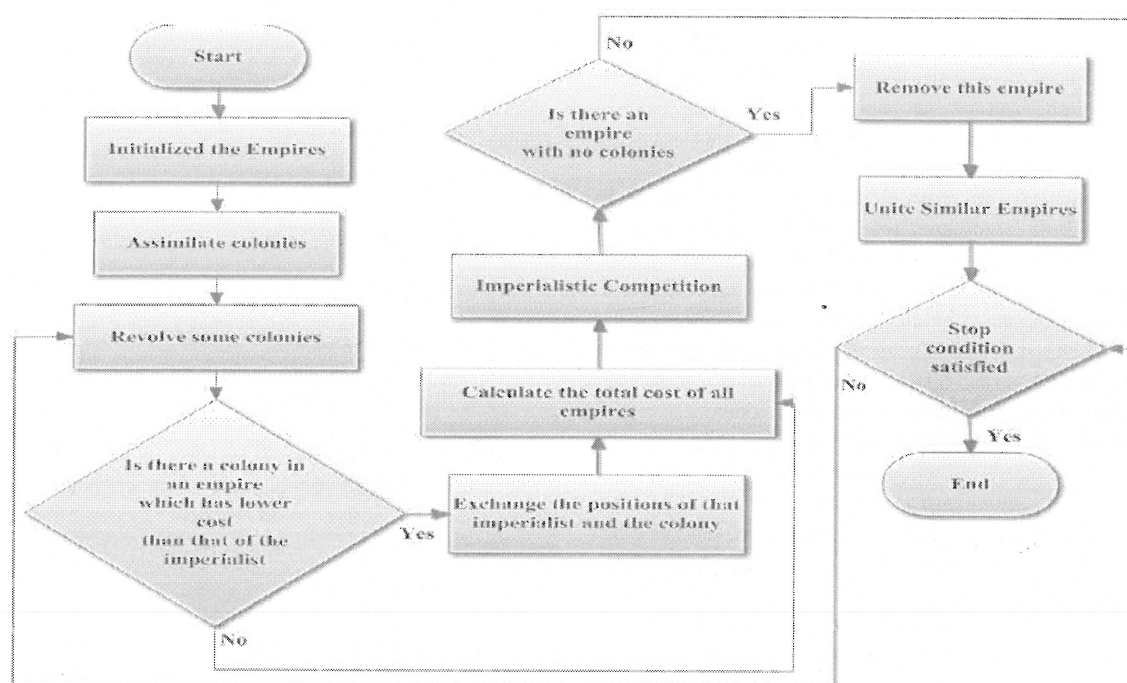 Start
Initialized the Empires
Assimilate colonies
Revolve some colonies
Is there a colony in
an empire
which has lower
cost
than that of the
imperialist
Yes
No
Exchange the positions of that
imperialist and the colony
Calculate the total cost of all
empires
Imperialistic Competition
Is there an
empire
with no colonies
No
Yes
Remove this empire
Unite Similar Empires
Stop
condition
satisfied
No
Yes
End